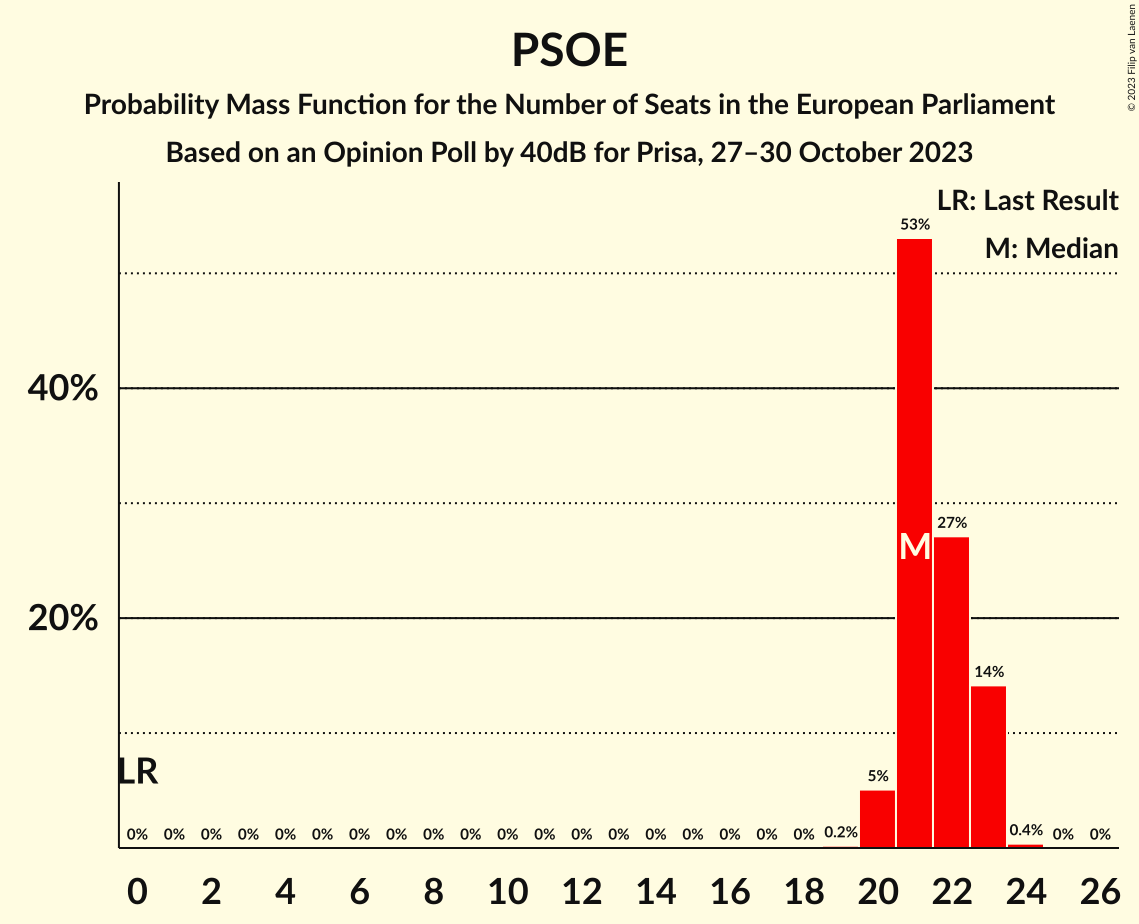 PSOE
Probability Mass Function for the Number of Seats in the European Parliament
Based on an Opinion Poll by 40dB for Prisa, 27–30 October 2023
© 2023 Filip van Laenen
LR: Last Result
M: Median
53%
40%
27%
M
20%
14%
LR
5%
0% 0% 0% 0% 0% 0% 0% 0% 0% 0% 0% 0% 0% 0% 0% 0% 0% 0% 0% 0.2% 0.4% 0% 0%
0 2 4 6 8 10 12 14 16 18 20 22 24 26